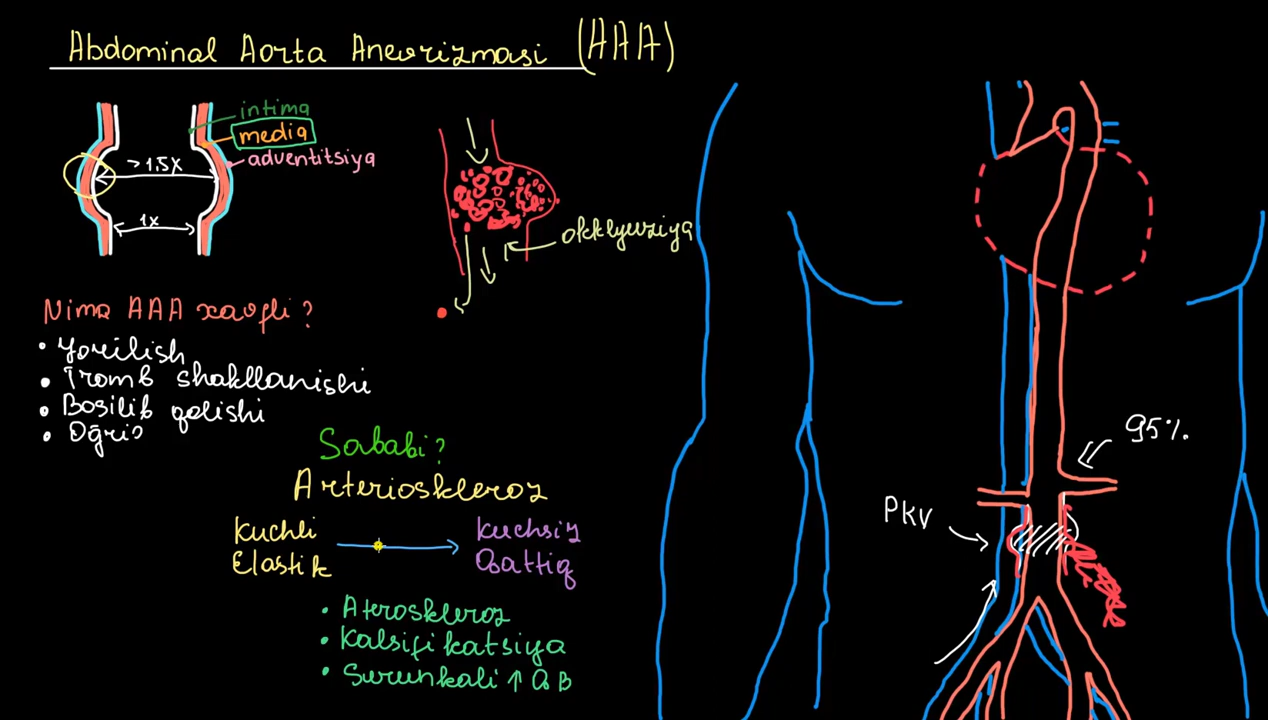 Abdominal Aorta Anevrizmasi (AAA)
intima
media
adventitsiya
>1.5x
1x
okklyuziya
Nima AAA xavfli?
• Yorilish
• Tromb shakllanishi
• Bosilib qolishi
• Og'riq
Sababi?
Arterioskleroz
Kuchli
Elastik
Kuchsiz
Qattiq
• Ateroskleroz
• Kalsifikatsiya
• Surunkali ↑ QB
95%
PKV